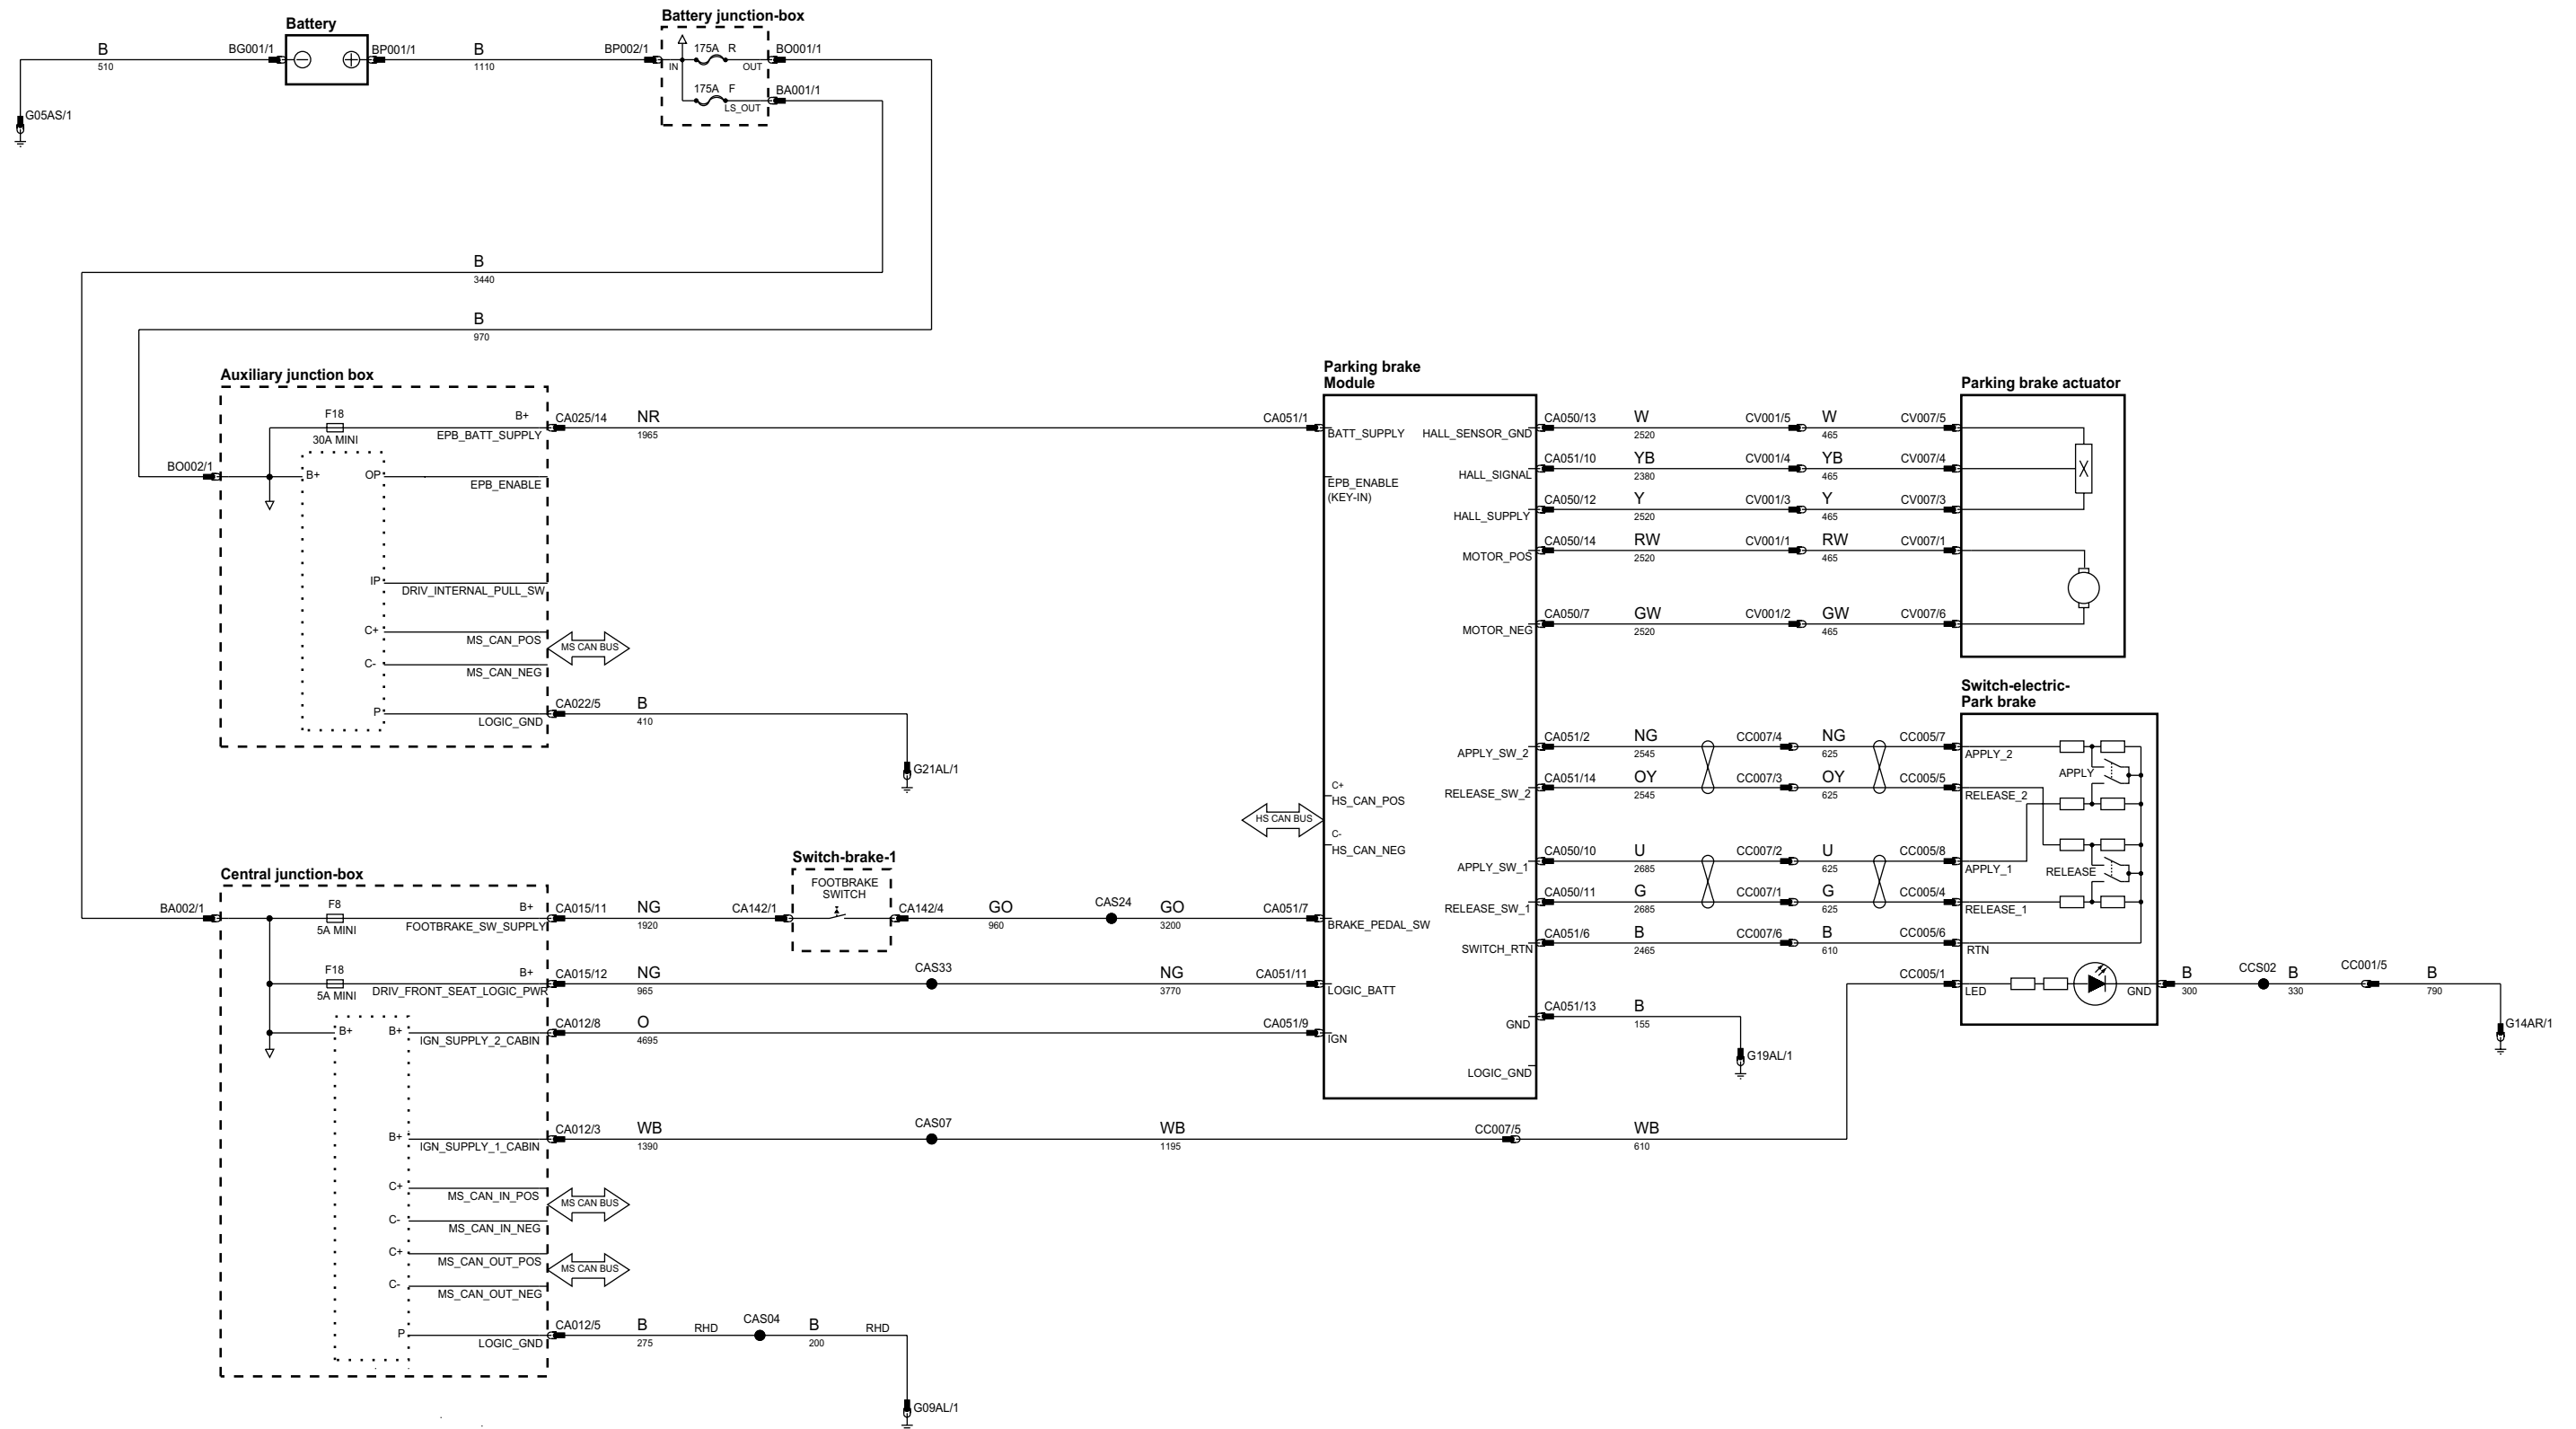 Battery
Battery junction-box
B
510
BG001/1
BP001/1
B
1110
BP002/1
IN
175A R
OUT
BO001/1
175A F
LS_OUT
BA001/1
G05AS/1
B
3440
B
970
Auxiliary junction box
F18
30A MINI
B+
EPB_BATT_SUPPLY
CA025/14
NR
1965
CA051/1
BO002/1
B+
OP
EPB_ENABLE
IP
DRIV_INTERNAL_PULL_SW
C+
MS_CAN_POS
MS CAN BUS
C-
MS_CAN_NEG
P
LOGIC_GND
CA022/5
B
410
G21AL/1
Parking brake
Module
BATT_SUPPLY
EPB_ENABLE
(KEY-IN)
C+
HS_CAN_POS
HS CAN BUS
C-
HS_CAN_NEG
BRAKE_PEDAL_SW
LOGIC_BATT
IGN
HALL_SENSOR_GND
CA050/13
W
2520
CV001/5
W
465
CV007/5
HALL_SIGNAL
CA051/10
YB
2380
CV001/4
YB
465
CV007/4
HALL_SUPPLY
CA050/12
Y
2520
CV001/3
Y
465
CV007/3
MOTOR_POS
CA050/14
RW
2520
CV001/1
RW
465
CV007/1
MOTOR_NEG
CA050/7
GW
2520
CV001/2
GW
465
CV007/6
Parking brake actuator
Switch-electric-
Park brake
APPLY_SW_2
CA051/2
NG
2545
CC007/4
NG
625
CC005/7
APPLY_2
APPLY
RELEASE_SW_2
CA051/14
OY
2545
CC007/3
OY
625
CC005/5
RELEASE_2
APPLY_SW_1
CA050/10
U
2685
CC007/2
U
625
CC005/8
APPLY_1
RELEASE
RELEASE_SW_1
CA050/11
G
2685
CC007/1
G
625
CC005/4
RELEASE_1
SWITCH_RTN
CA051/6
B
2465
CC007/6
B
610
CC005/6
RTN
CC005/1
LED
GND
B
300
CCS02
B
330
CC001/5
B
790
G14AR/1
GND
CA051/13
B
155
G19AL/1
LOGIC_GND
Central junction-box
BA002/1
F8
5A MINI
B+
FOOTBRAKE_SW_SUPPLY
CA015/11
NG
1920
CA142/1
Switch-brake-1
FOOTBRAKE
SWITCH
CA142/4
GO
960
CAS24
GO
3200
CA051/7
F18
5A MINI
B+
DRIV_FRONT_SEAT_LOGIC_PWR
CA015/12
NG
965
CAS33
NG
3770
CA051/11
B+
B+
IGN_SUPPLY_2_CABIN
CA012/8
O
4695
CA051/9
B+
IGN_SUPPLY_1_CABIN
CA012/3
WB
1390
CAS07
WB
1195
CC007/5
WB
610
C+
MS_CAN_IN_POS
MS CAN BUS
C-
MS_CAN_IN_NEG
C+
MS_CAN_OUT_POS
MS CAN BUS
C-
MS_CAN_OUT_NEG
P
LOGIC_GND
CA012/5
B
275
RHD
CAS04
B
200
RHD
G09AL/1